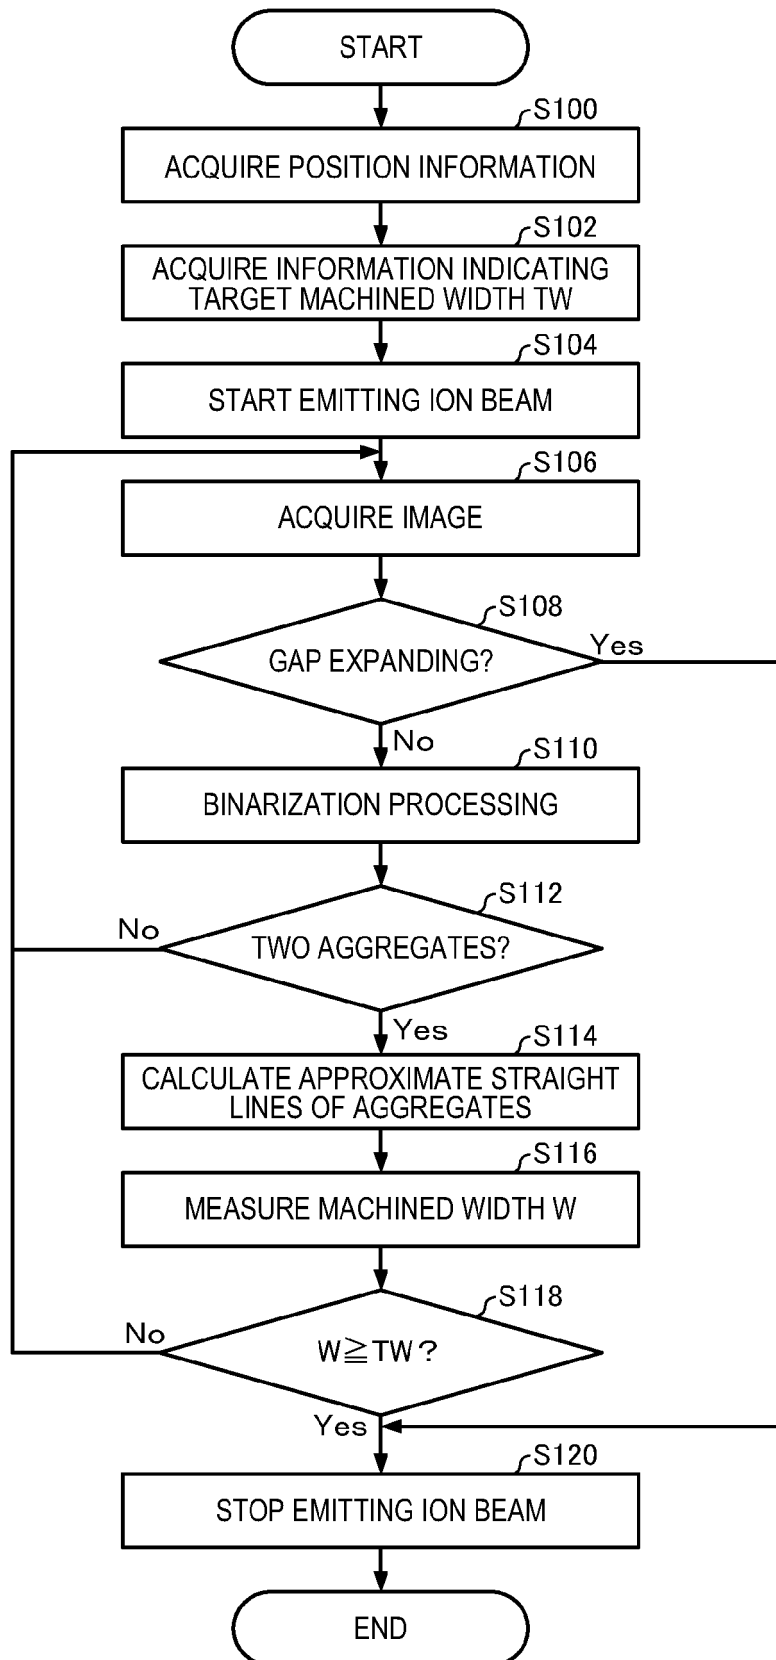 START
S100
ACQUIRE POSITION INFORMATION
S102
ACQUIRE INFORMATION INDICATING
TARGET MACHINED WIDTH TW
S104
START EMITTING ION BEAM
S106
ACQUIRE IMAGE
S108
GAP EXPANDING?
Yes
No
S110
BINARIZATION PROCESSING
S112
No
TWO AGGREGATES?
Yes
S114
CALCULATE APPROXIMATE STRAIGHT
LINES OF AGGREGATES
S116
MEASURE MACHINED WIDTH W
S118
No
W≧TW?
Yes
S120
STOP EMITTING ION BEAM
END